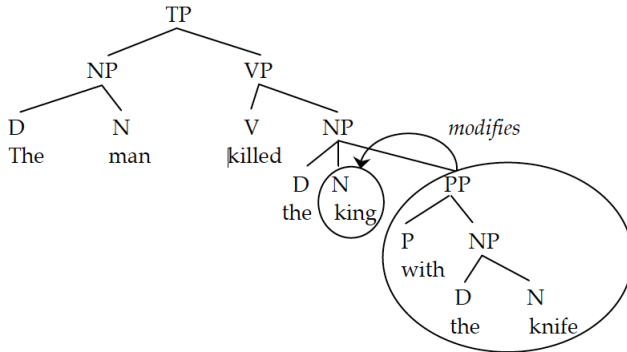 TP
NP VP
D N V NP modifies
The man killed
D N PP
the king
P NP
with
D N
the knife